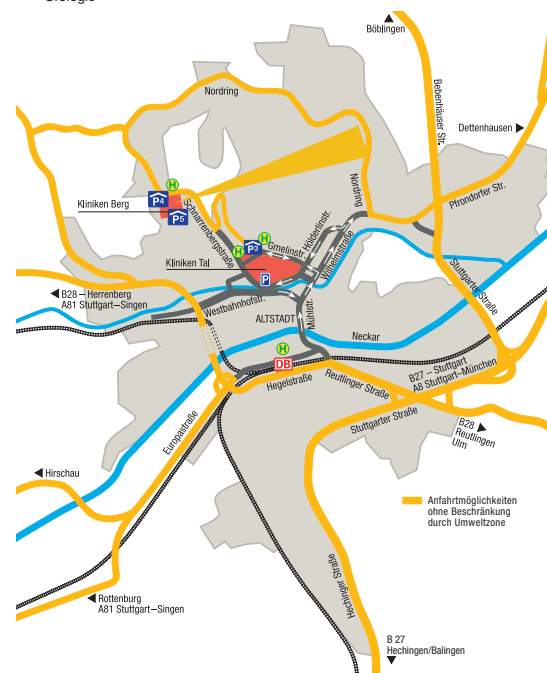 Böblingen
Bebenhäuser Str.
Nordring
Dettenhausen
Pfrondorfer Str.
H
P4
Kliniken Berg
P5
Schnarrenbergstraße
Nordring
Hölderlinstr.
H
P3
H
Gmelinstr.
Wilhelmstraße
Kliniken Tal
P
Stuttgarter Straße
B28 – Herrenberg
A81 Stuttgart–Singen
Westbahnhofstr.
ALTSTADT
Mühlstr.
Neckar
H
DB
Hegelstraße
Reutlinger Straße
B27 – Stuttgart
A8 Stuttgart–München
Stuttgarter Straße
B28
Reutlingen
Ulm
Europastraße
Hirschau
Anfahrtmöglichkeiten
ohne Beschränkung
durch Umweltzone
Hechinger Straße
Rottenburg
A81 Stuttgart–Singen
B 27
Hechingen/Balingen